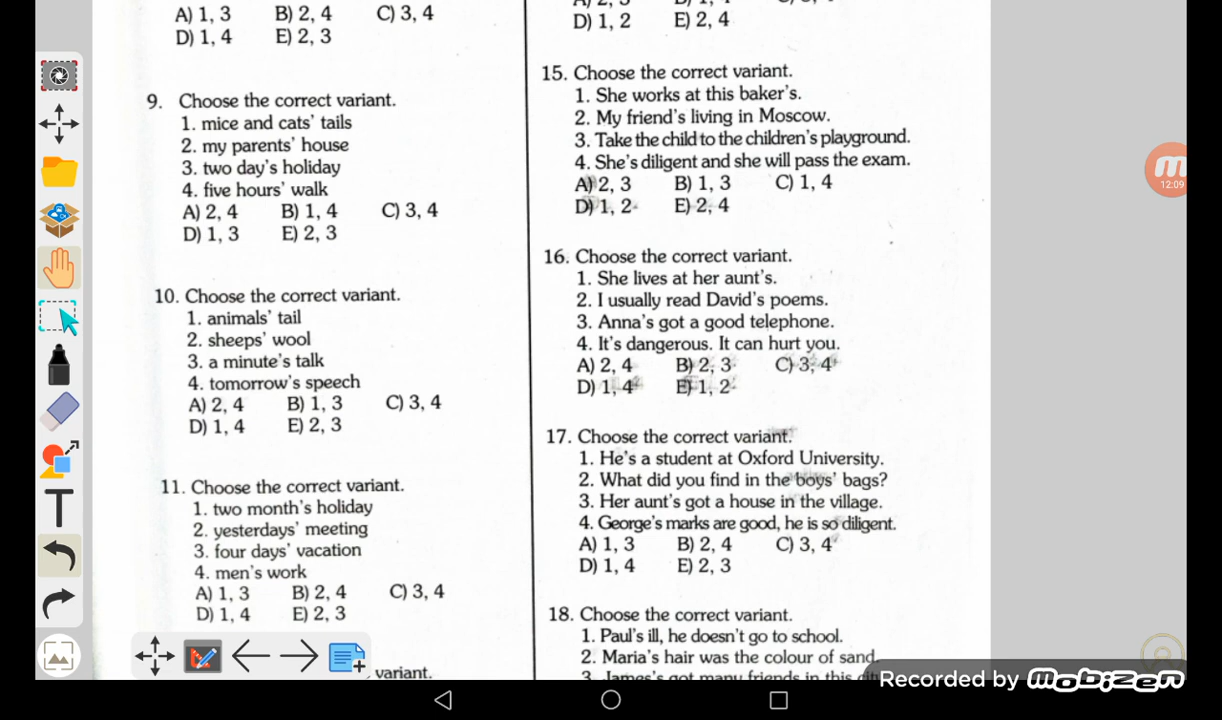 A) 1, 3 B) 2, 4 C) 3, 4
D) 1, 4 E) 2, 3
9. Choose the correct variant.
1. mice and cats' tails
2. my parents' house
3. two day's holiday
4. five hours' walk
A) 2, 4 B) 1, 4 C) 3, 4
D) 1, 3 E) 2, 3
10. Choose the correct variant.
1. animals' tail
2. sheeps' wool
3. a minute's talk
4. tomorrow's speech
A) 2, 4 B) 1, 3 C) 3, 4
D) 1, 4 E) 2, 3
11. Choose the correct variant.
1. two month's holiday
2. yesterdays' meeting
3. four days' vacation
4. men's work
A) 1, 3 B) 2, 4 C) 3, 4
D) 1, 4 E) 2, 3
variant.
D) 1, 2 E) 2, 4
15. Choose the correct variant.
1. She works at this baker's.
2. My friend's living in Moscow.
3. Take the child to the children's playground.
4. She's diligent and she will pass the exam.
A) 2, 3 B) 1, 3 C) 1, 4
D) 1, 2 E) 2, 4
16. Choose the correct variant.
1. She lives at her aunt's.
2. I usually read David's poems.
3. Anna's got a good telephone.
4. It's dangerous. It can hurt you.
A) 2, 4 B) 2, 3 C) 3, 4
D) 1, 4 E) 1, 2
17. Choose the correct variant.
1. He's a student at Oxford University.
2. What did you find in the boys' bags?
3. Her aunt's got a house in the village.
4. George's marks are good, he is so diligent.
A) 1, 3 B) 2, 4 C) 3, 4
D) 1, 4 E) 2, 3
18. Choose the correct variant.
1. Paul's ill, he doesn't go to school.
2. Maria's hair was the colour of sand.
3. James's got many friends in this
T
m
12:09
Recorded by mobizen